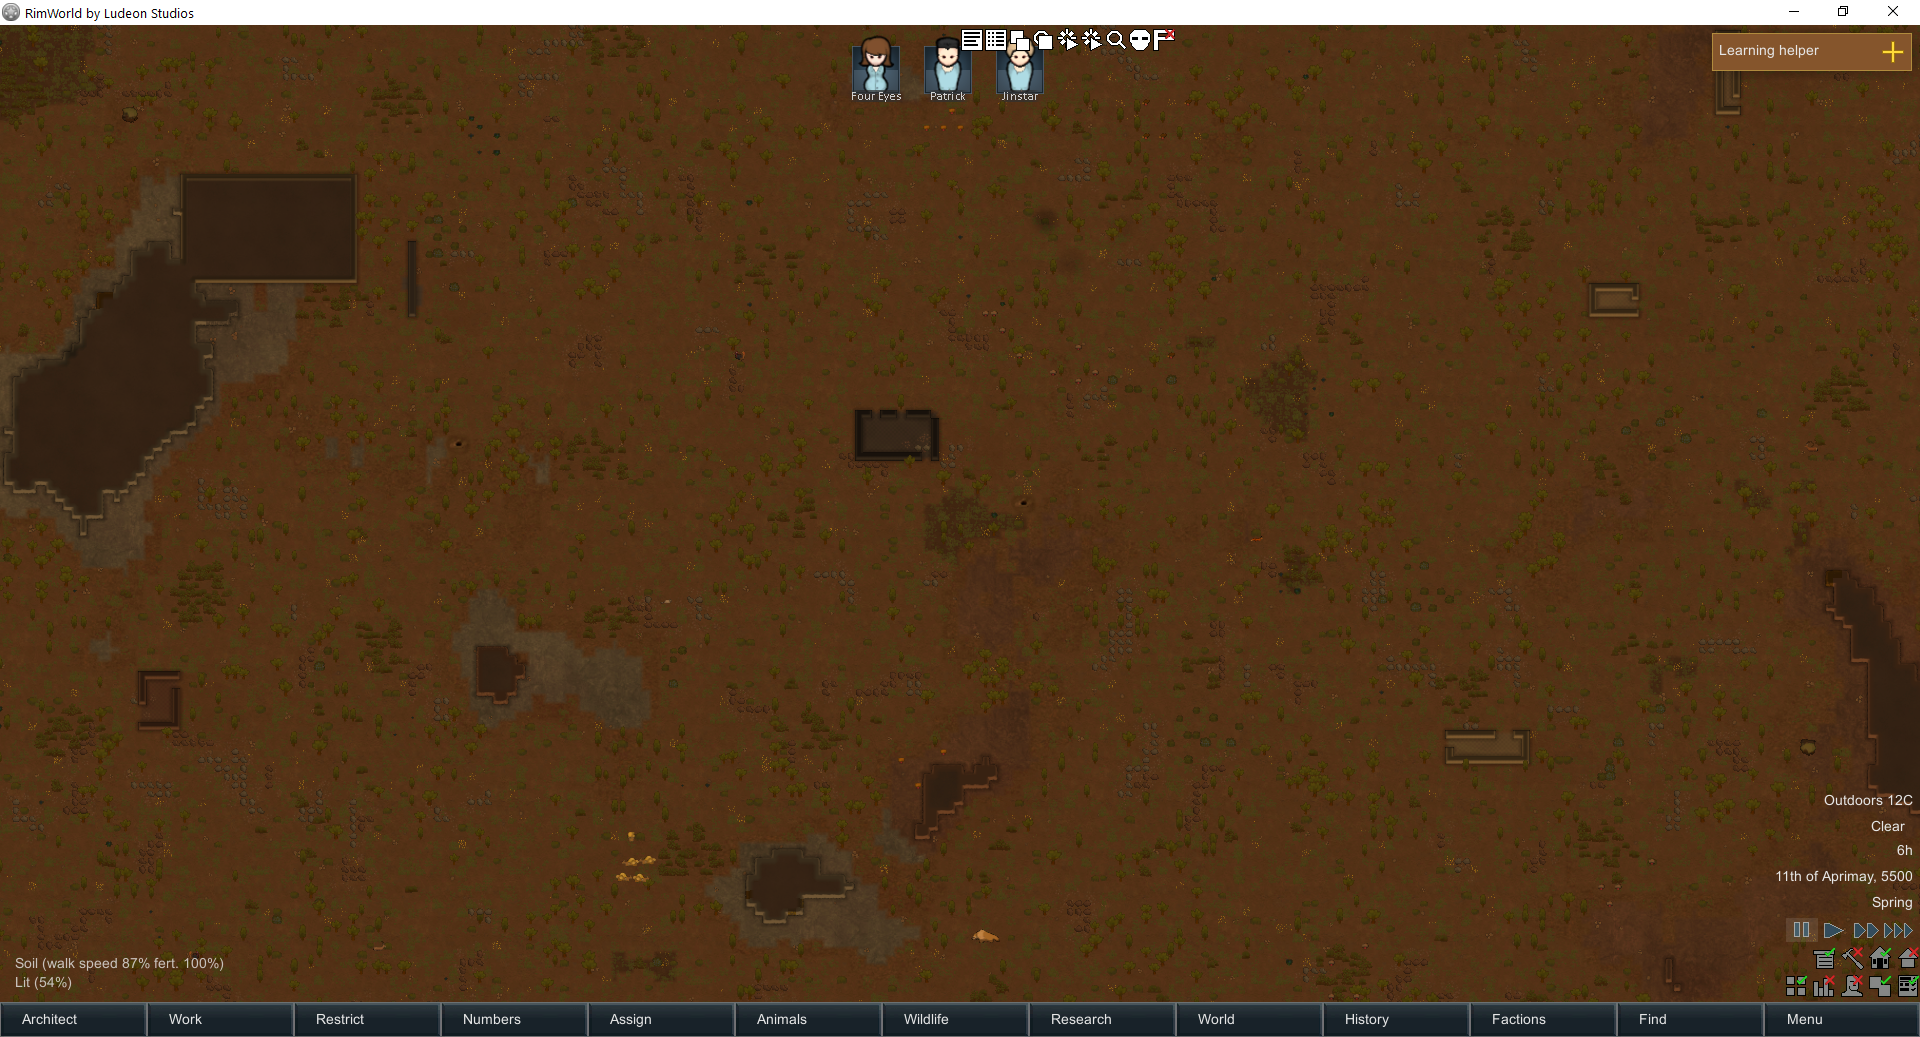 RimWorld by Ludeon Studios
Learning helper
Four Eyes
Patrick
Jinstar
Outdoors 12C
Clear
6h
11th of Aprimay, 5500
Spring
Soil (walk speed 87% fert. 100%)
Lit (54%)
Architect
Work
Restrict
Numbers
Assign
Animals
Wildlife
Research
World
History
Factions
Find
Menu